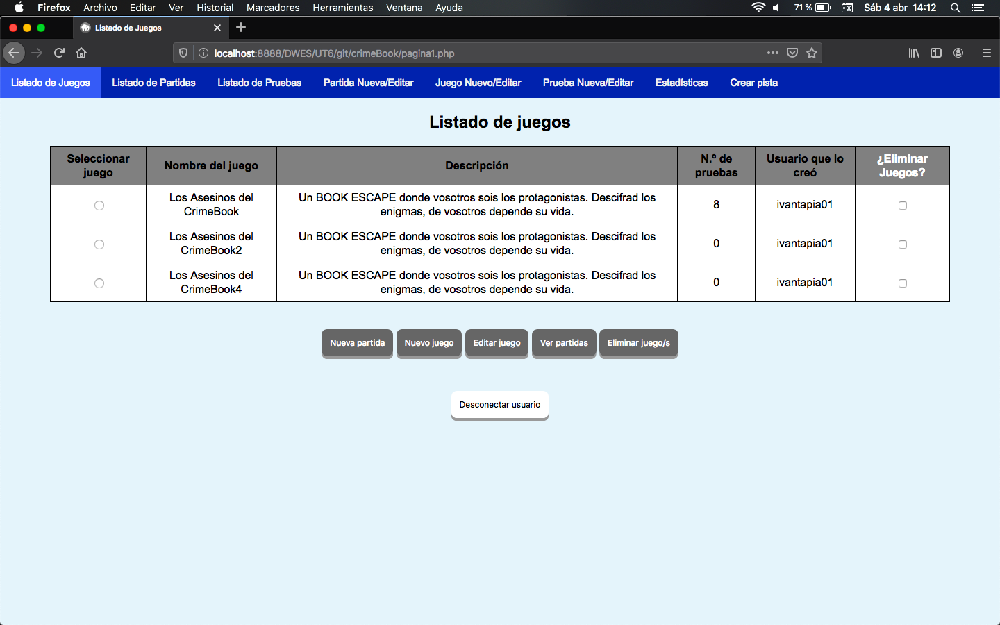 Firefox Archivo Editar Ver Historial Marcadores Herramientas Ventana Ayuda 71 % Sáb 4 abr 14:12
Listado de Juegos
localhost:8888/DWES/UT6/git/crimeBook/pagina1.php
Listado de Juegos Listado de Partidas Listado de Pruebas Partida Nueva/Editar Juego Nuevo/Editar Prueba Nueva/Editar Estadísticas Crear pista
Listado de juegos
Seleccionar
juego
Nombre del juego
Descripción
N.º de
pruebas
Usuario que lo
creó
¿Eliminar
Juegos?
Los Asesinos del
CrimeBook
Un BOOK ESCAPE donde vosotros sois los protagonistas. Descifrad los
enigmas, de vosotros depende su vida.
8
ivantapia01
Los Asesinos del
CrimeBook2
Un BOOK ESCAPE donde vosotros sois los protagonistas. Descifrad los
enigmas, de vosotros depende su vida.
0
ivantapia01
Los Asesinos del
CrimeBook4
Un BOOK ESCAPE donde vosotros sois los protagonistas. Descifrad los
enigmas, de vosotros depende su vida.
0
ivantapia01
Nueva partida Nuevo juego Editar juego Ver partidas Eliminar juego/s
Desconectar usuario